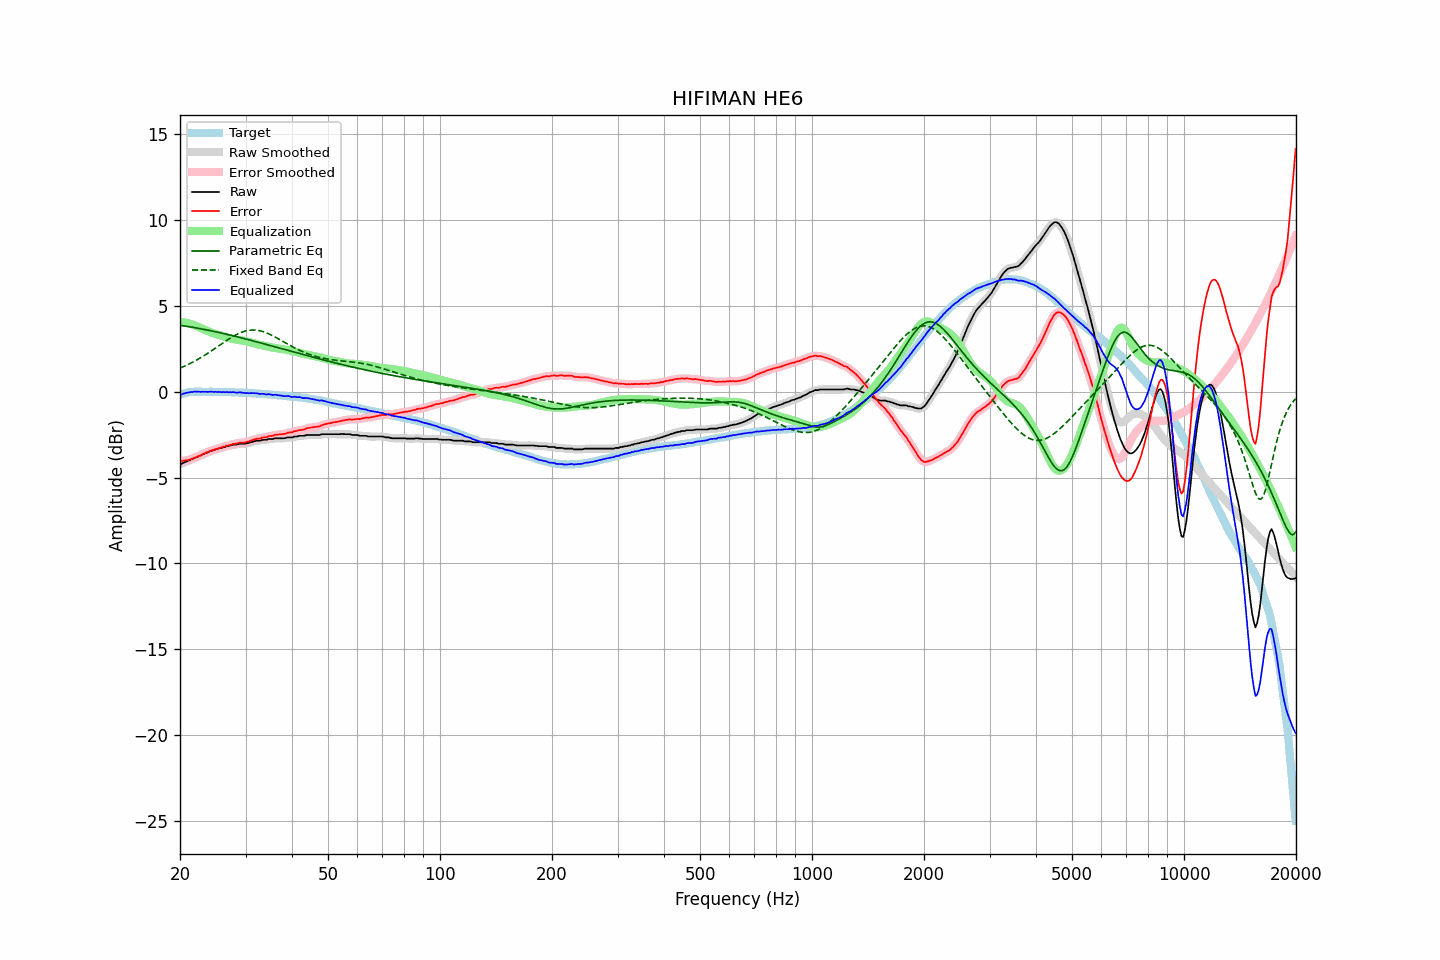 HIFIMAN HE6
Target
Raw Smoothed
Error Smoothed
Raw
Error
Equalization
Parametric Eq
Fixed Band Eq
Equalized
15
10
5
0
−5
−10
−15
−20
−25
Amplitude (dBr)
20
50
100
200
500
1000
2000
5000
10000
20000
Frequency (Hz)